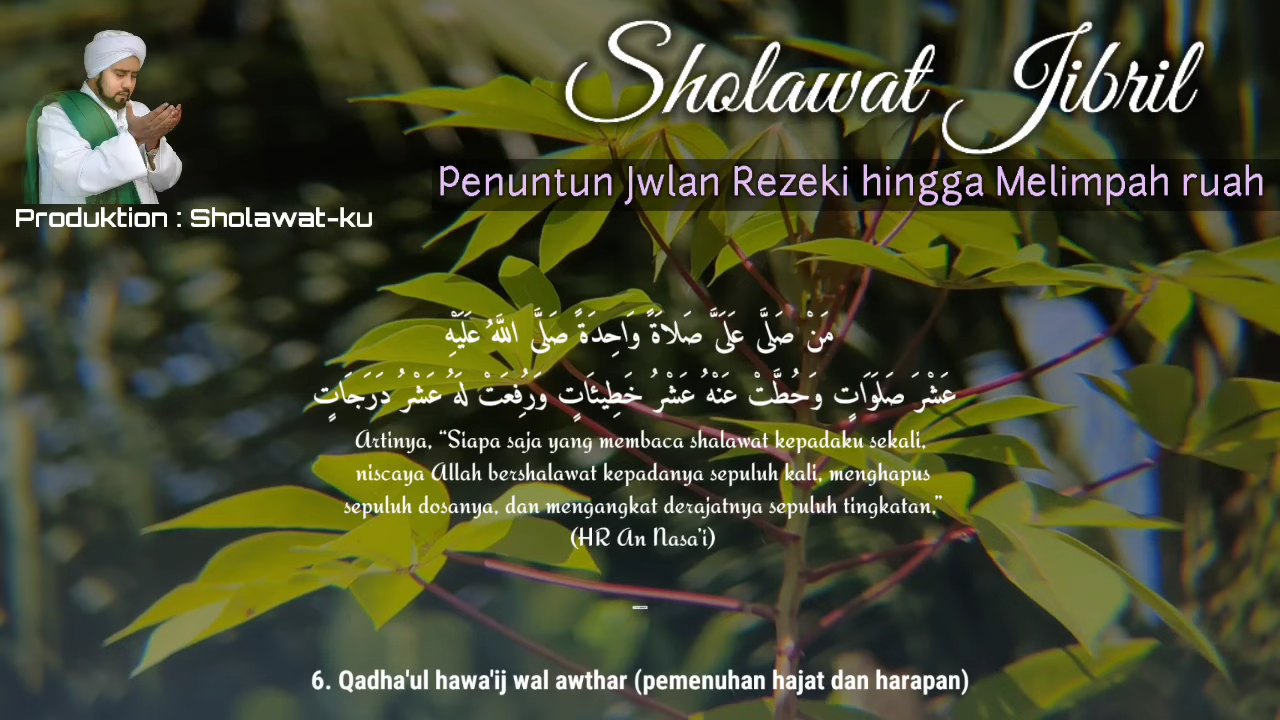 Sholawat Jibril
Penuntun Jwlan Rezeki hingga Melimpah ruah
Produktion : Sholawat-ku
مَنْ صَلَّى عَلَيَّ صَلاةً وَاحِدَةً صَلَّى اللَّهُ عَلَيْهِ
عَشْرَ صَلَوَاتٍ وَحُطَّتْ عَنْهُ عَشْرُ خَطِيئَاتٍ وَرُفِعَتْ لَهُ عَشْرُ دَرَجَاتٍ
Artinya, “Siapa saja yang membaca shalawat kepadaku sekali,
niscaya Allah bershalawat kepadanya sepuluh kali, menghapus
sepuluh dosanya, dan mengangkat derajatnya sepuluh tingkatan,”
(HR An Nasa’i)
6. Qadha'ul hawa'ij wal awthar (pemenuhan hajat dan harapan)